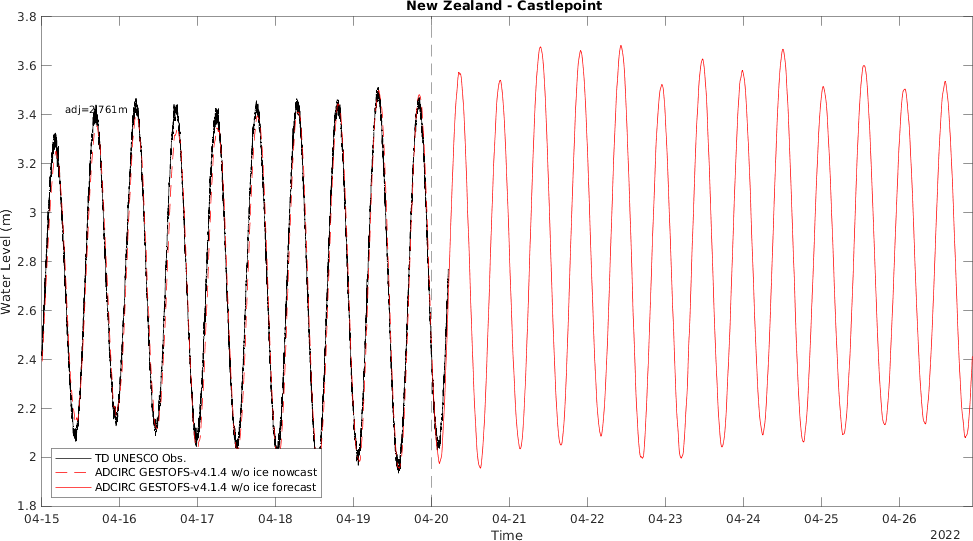 New Zealand - Castlepoint
3.8
3.6
3.4
3.2
3
2.8
2.6
2.4
2.2
2
1.8
Water Level (m)
adj=2.761m
TD UNESCO Obs.
ADCIRC GESTOFS-v4.1.4 w/o ice nowcast
ADCIRC GESTOFS-v4.1.4 w/o ice forecast
04-15 04-16 04-17 04-18 04-19 04-20 04-21 04-22 04-23 04-24 04-25 04-26
Time
2022